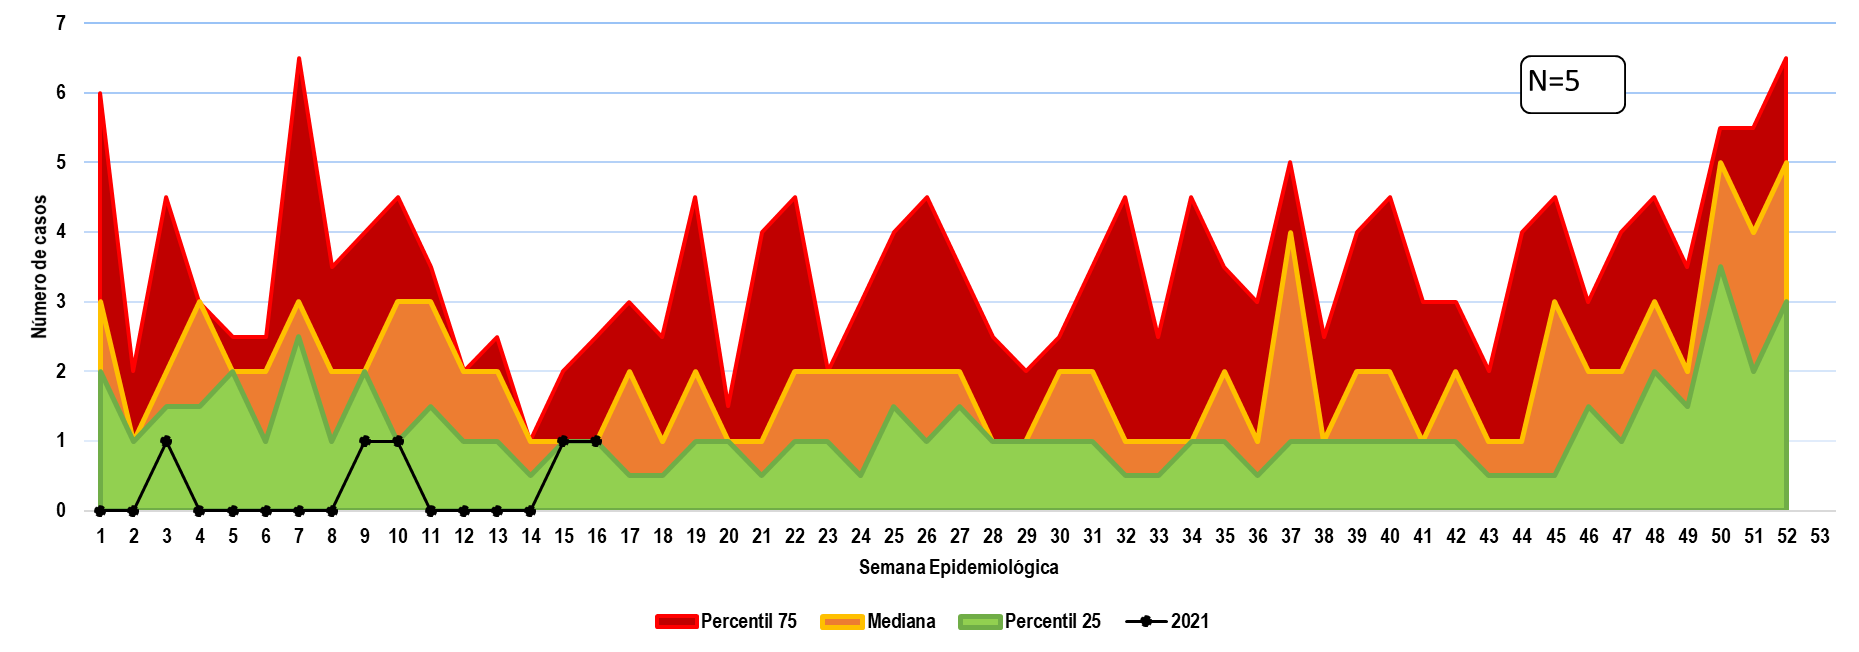 7
6
5
4
3
2
1
0
Número de casos
N=5
1 2 3 4 5 6 7 8 9 10 11 12 13 14 15 16 17 18 19 20 21 22 23 24 25 26 27 28 29 30 31 32 33 34 35 36 37 38 39 40 41 42 43 44 45 46 47 48 49 50 51 52 53
Semana Epidemiológica
Percentil 75 Mediana Percentil 25 2021